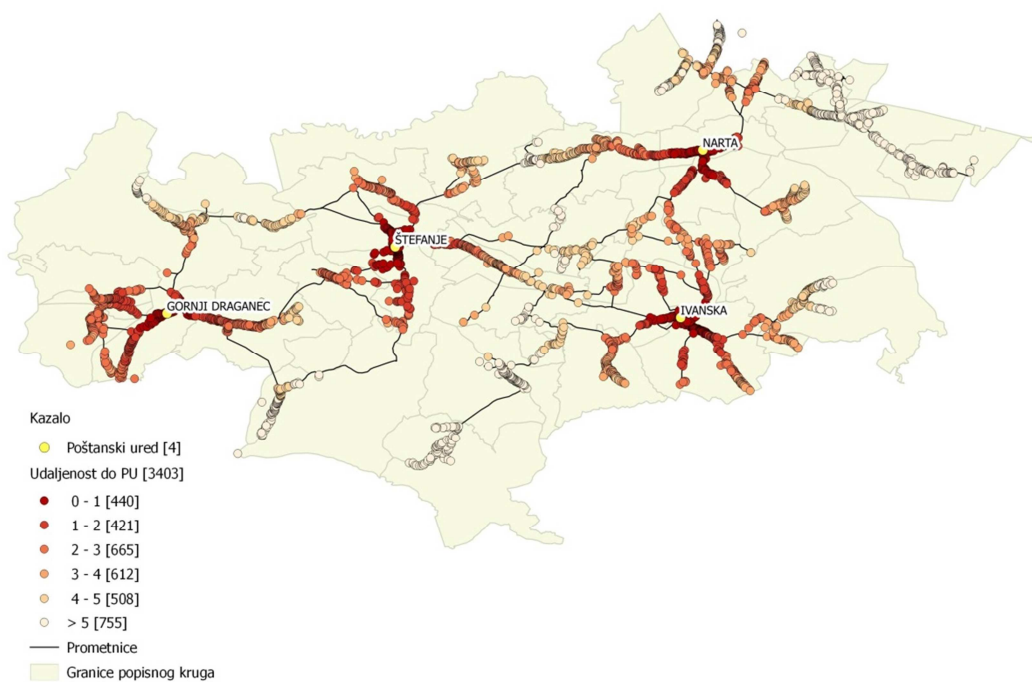 NARTA
ŠTEFANJE
GORNJI DRAGANEC
IVANSKA
Kazalo
Poštanski ured [4]
Udaljenost do PU [3403]
0 - 1 [440]
1 - 2 [421]
2 - 3 [665]
3 - 4 [612]
4 - 5 [508]
> 5 [755]
Prometnice
Granice popisnog kruga